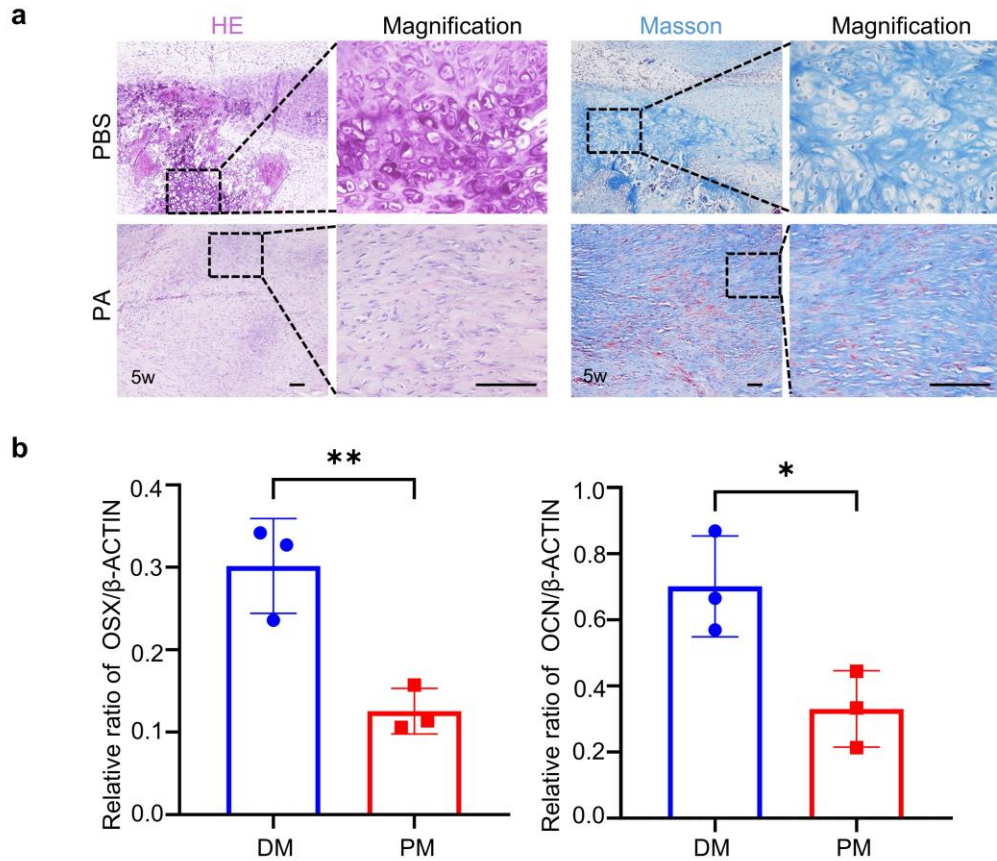 a
HE Magnification Masson Magnification
PBS
PA
5w
5w
b
Relative ratio of OSX/β-ACTIN
0.4
0.3
0.2
0.1
0.0
**
DM PM
Relative ratio of OCN/β-ACTIN
1.0
0.8
0.6
0.4
0.2
0.0
*
DM PM